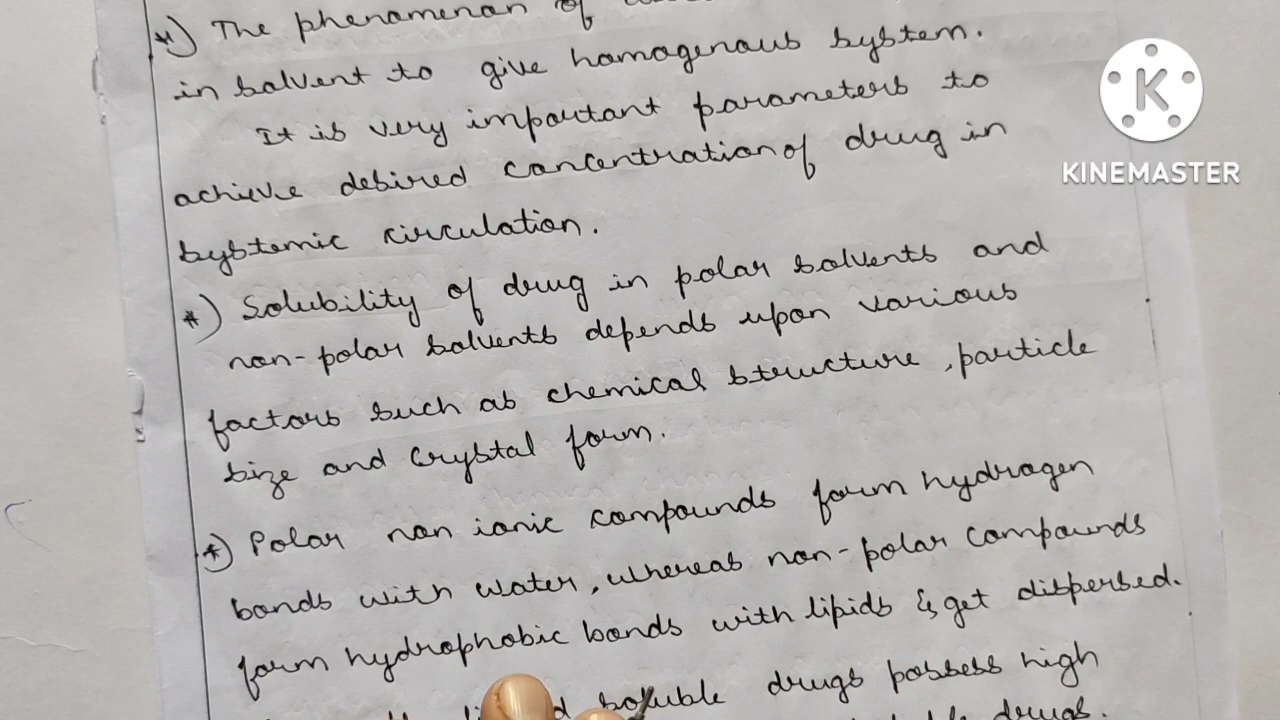 *) The phenomenon of
in solvent to give homogenous system.
It is very important parameters to
achieve desired concentration of drug in
systemic circulation.
*) Solubility of drug in polar solvents and
non-polar solvents depends upon various
factors such as chemical structure, particle
size and crystal form.
*) Polar non ionic compounds form hydrogen
bonds with water, whereas non-polar compounds
form hydrophobic bonds with lipids & get dispersed.
soluble drugs possess high
drugs.
K
KINEMASTER